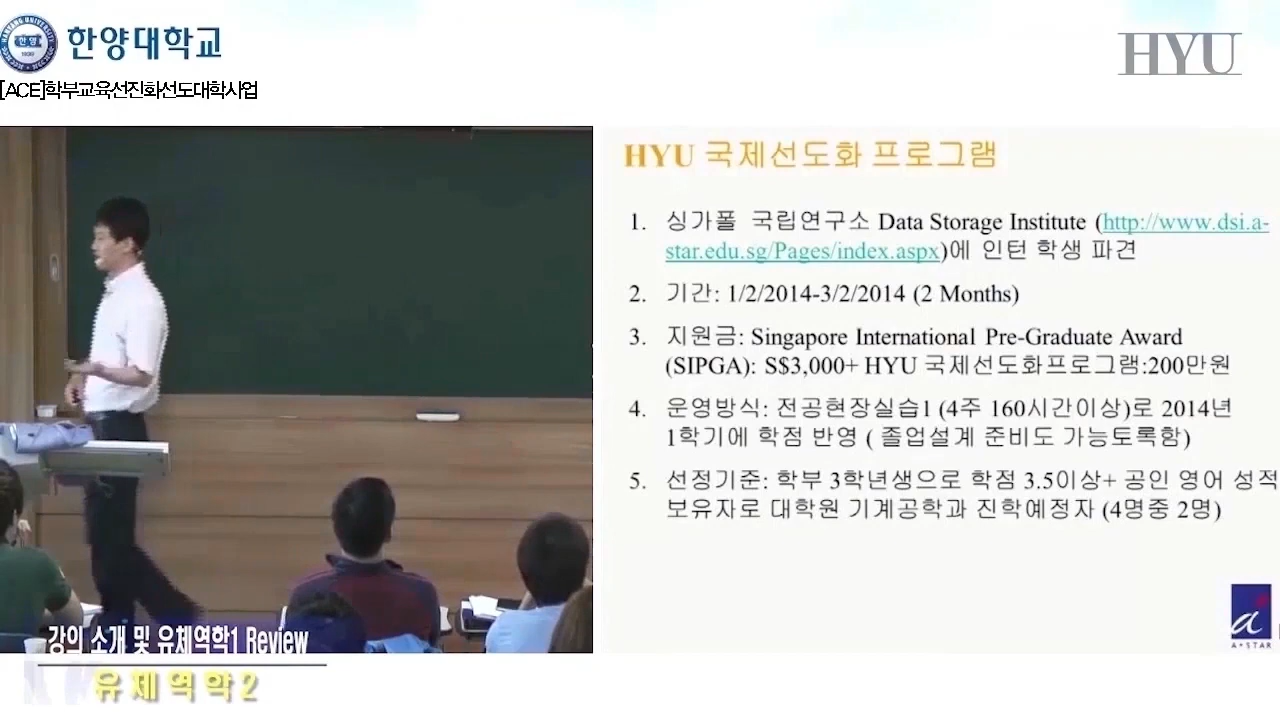 한양대학교
[ACE]학부교육선진화선도대학사업
HYU
HYU 국제선도화 프로그램
1. 싱가폴 국립연구소 Data Storage Institute (http://www.dsi.a-
star.edu.sg/Pages/index.aspx)에 인턴 학생 파견
2. 기간: 1/2/2014-3/2/2014 (2 Months)
3. 지원금: Singapore International Pre-Graduate Award
(SIPGA): S$3,000+ HYU 국제선도화프로그램:200만원
4. 운영방식: 전공현장실습1 (4주 160시간이상)로 2014년
1학기에 학점 반영 ( 졸업설계 준비도 가능토록함)
5. 선정기준: 학부 3학년생으로 학점 3.5이상+ 공인 영어 성적
보유자로 대학원 기계공학과 진학예정자 (4명중 2명)
A★STAR
강의 소개 및 유체역학1 Review
유체역학2